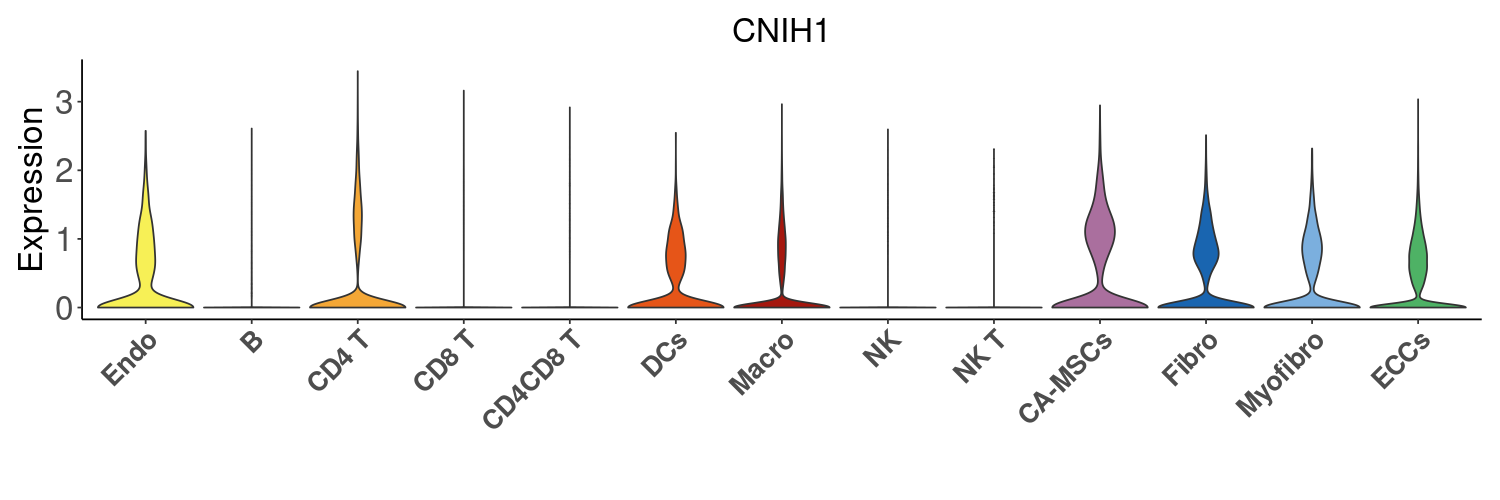 CNIH1
Expression
3
2
1
0
Endo
B
CD4 T
CD8 T
CD4CD8 T
DCs
Macro
NK
NK T
CA-MSCs
Fibro
Myofibro
ECCs